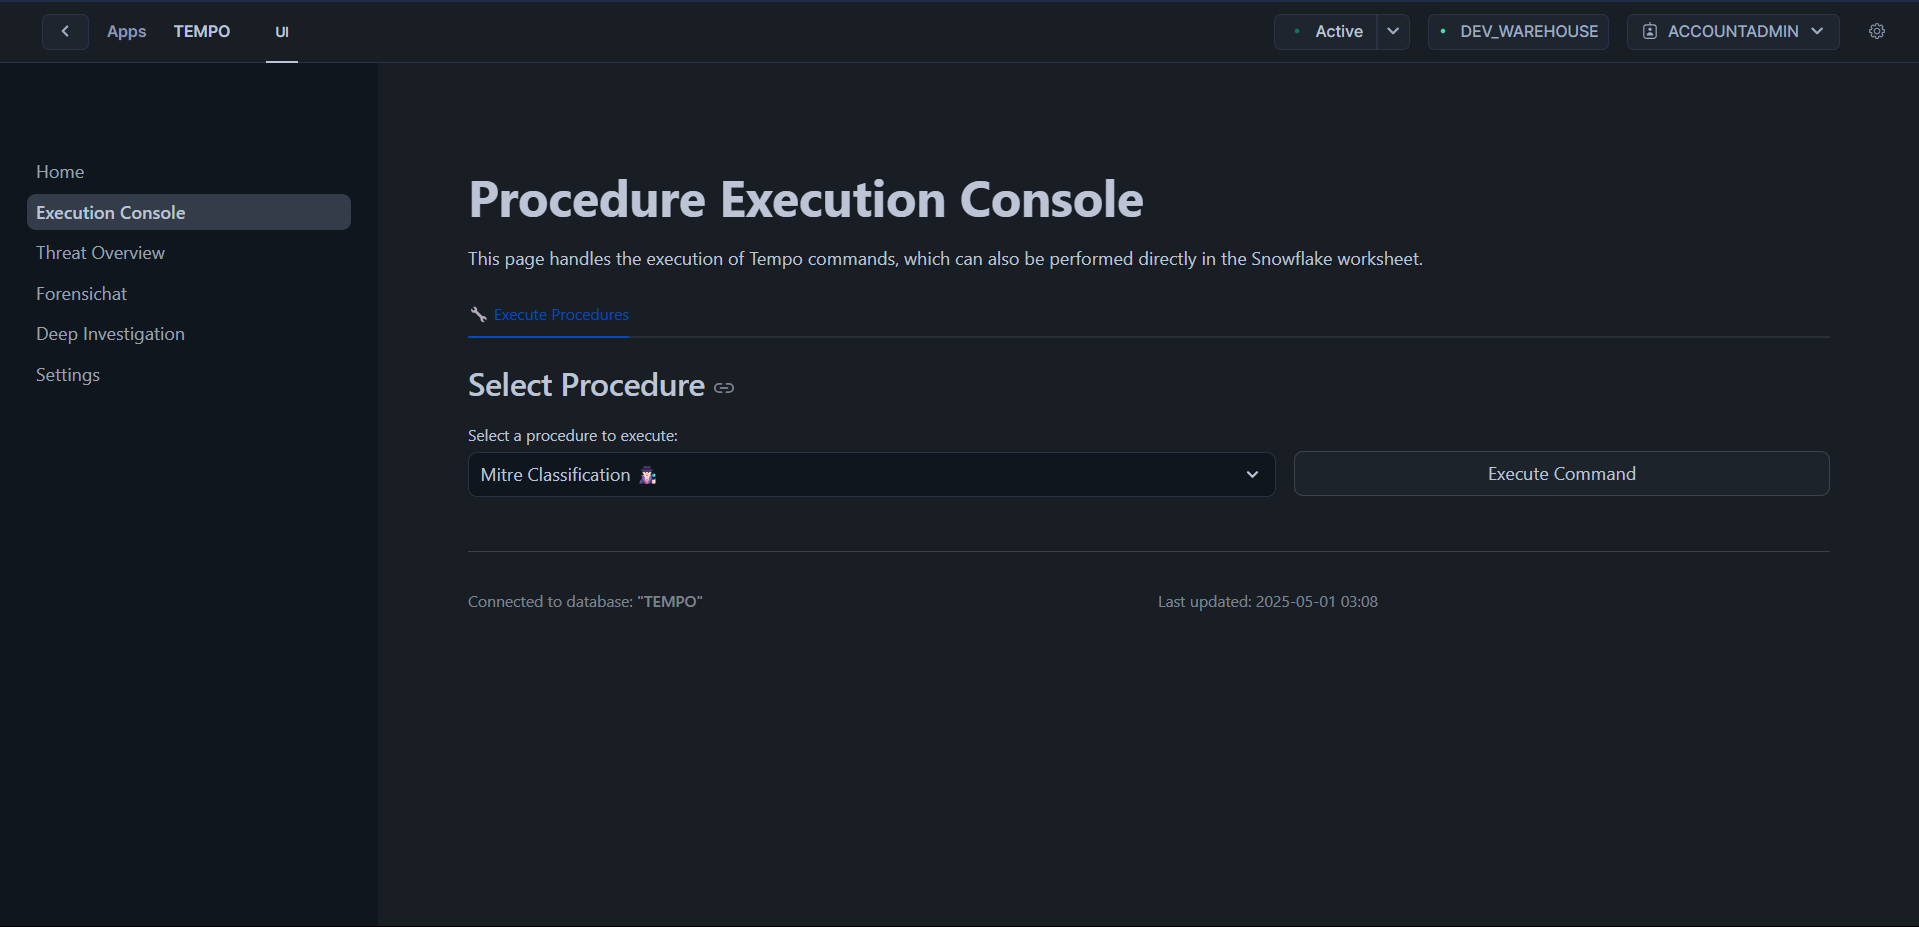 Apps TEMPO UI Active DEV_WAREHOUSE ACCOUNTADMIN
Home
Execution Console
Threat Overview
Forensichat
Deep Investigation
Settings
Procedure Execution Console
This page handles the execution of Tempo commands, which can also be performed directly in the Snowflake worksheet.
Execute Procedures
Select Procedure
Select a procedure to execute:
Mitre Classification Execute Command
Connected to database: "TEMPO" Last updated: 2025-05-01 03:08